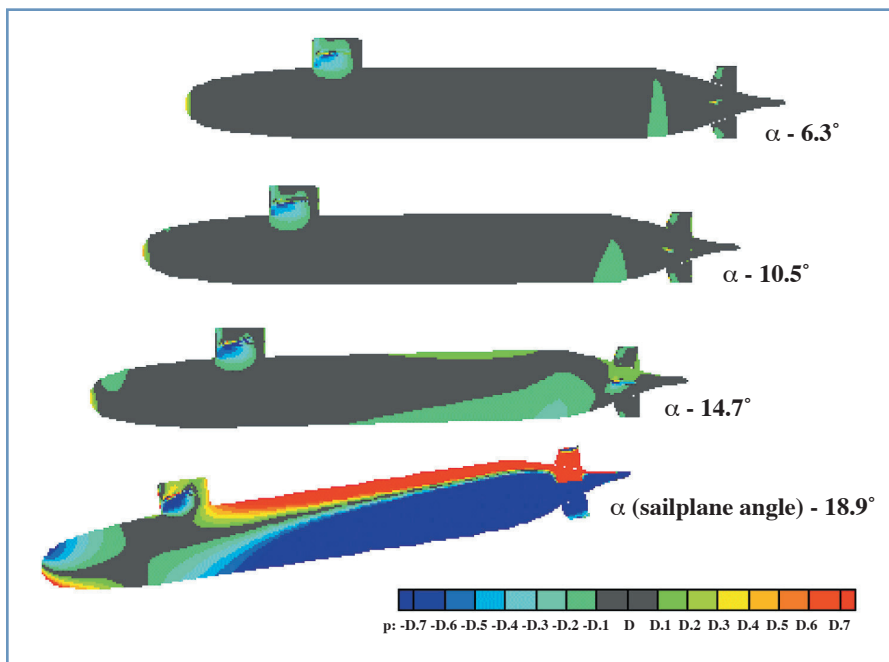 α - 6.3°
α - 10.5°
α - 14.7°
α (sailplane angle) - 18.9°
p: -D.7 -D.6 -D.5 -D.4 -D.3 -D.2 -D.1 D D.1 D.2 D.3 D.4 D.5 D.6 D.7